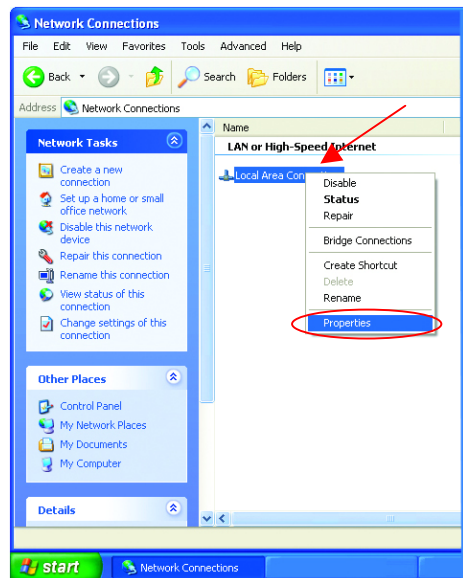 Network Connections
File Edit View Favorites Tools Advanced Help
Back Search Folders
Address Network Connections
Network Tasks
Create a new
connection
Set up a home or small
office network
Disable this network
device
Repair this connection
Rename this connection
View status of this
connection
Change settings of this
connection
Other Places
Control Panel
My Network Places
My Documents
My Computer
Details
Name
LAN or High-Speed Internet
Local Area Con
Disable
Status
Repair
Bridge Connections
Create Shortcut
Delete
Rename
Properties
start Network Connections